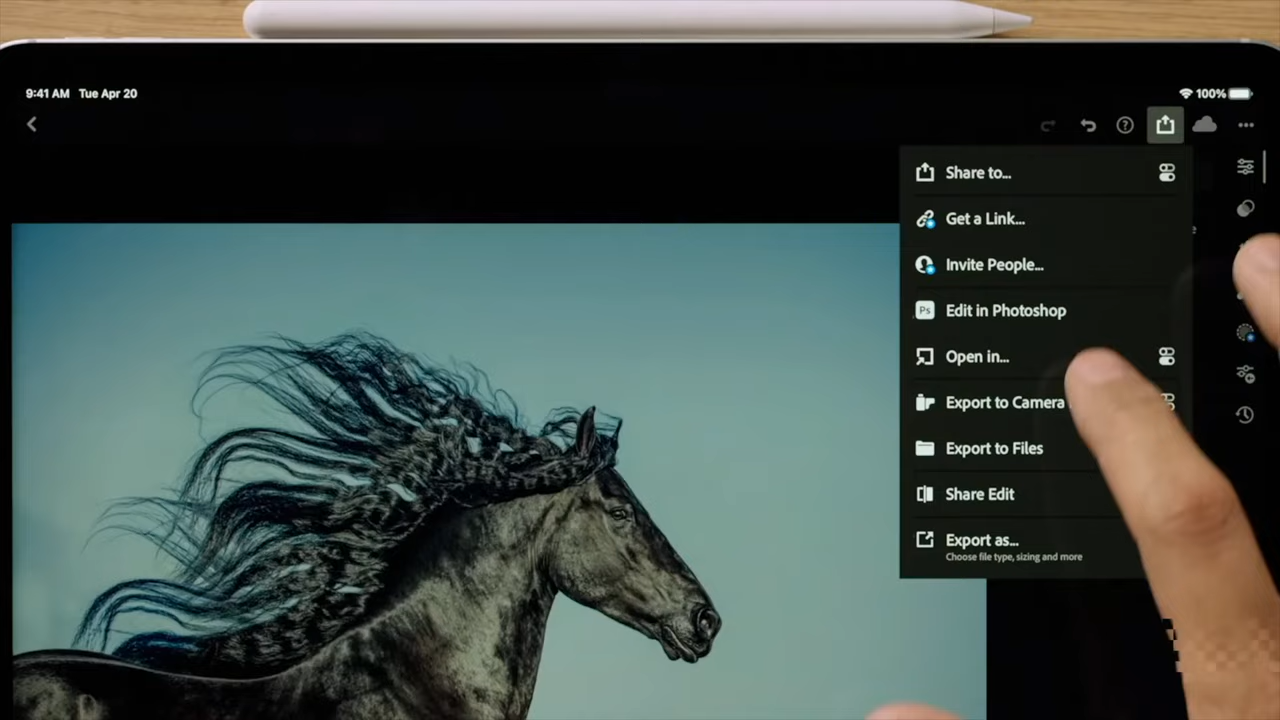 9:41 AM Tue Apr 20
100%
Share to...
Get a Link...
Invite People...
Ps Edit in Photoshop
Open in...
Export to Camera
Export to Files
Share Edit
Export as...
Choose file type, sizing and more